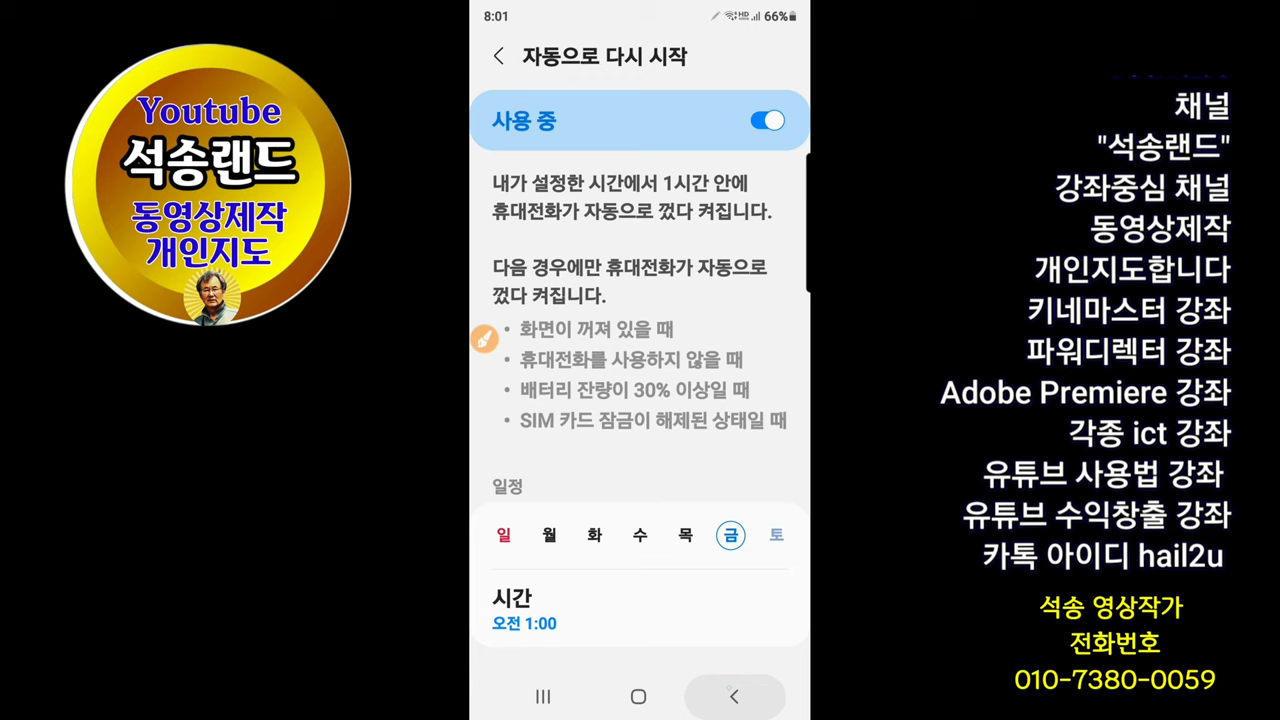 Youtube
석송랜드
동영상제작
개인지도
8:01
66%
자동으로 다시 시작
사용 중
내가 설정한 시간에서 1시간 안에
휴대전화가 자동으로 껐다 켜집니다.
다음 경우에만 휴대전화가 자동으로
껐다 켜집니다.
• 화면이 꺼져 있을 때
• 휴대전화를 사용하지 않을 때
• 배터리 잔량이 30% 이상일 때
• SIM 카드 잠금이 해제된 상태일 때
일정
일 월 화 수 목 금 토
시간
오전 1:00
채널
"석송랜드"
강좌중심 채널
동영상제작
개인지도합니다
키네마스터 강좌
파워디렉터 강좌
Adobe Premiere 강좌
각종 ict 강좌
유튜브 사용법 강좌
유튜브 수익창출 강좌
카톡 아이디 hail2u
석송 영상작가
전화번호
010-7380-0059